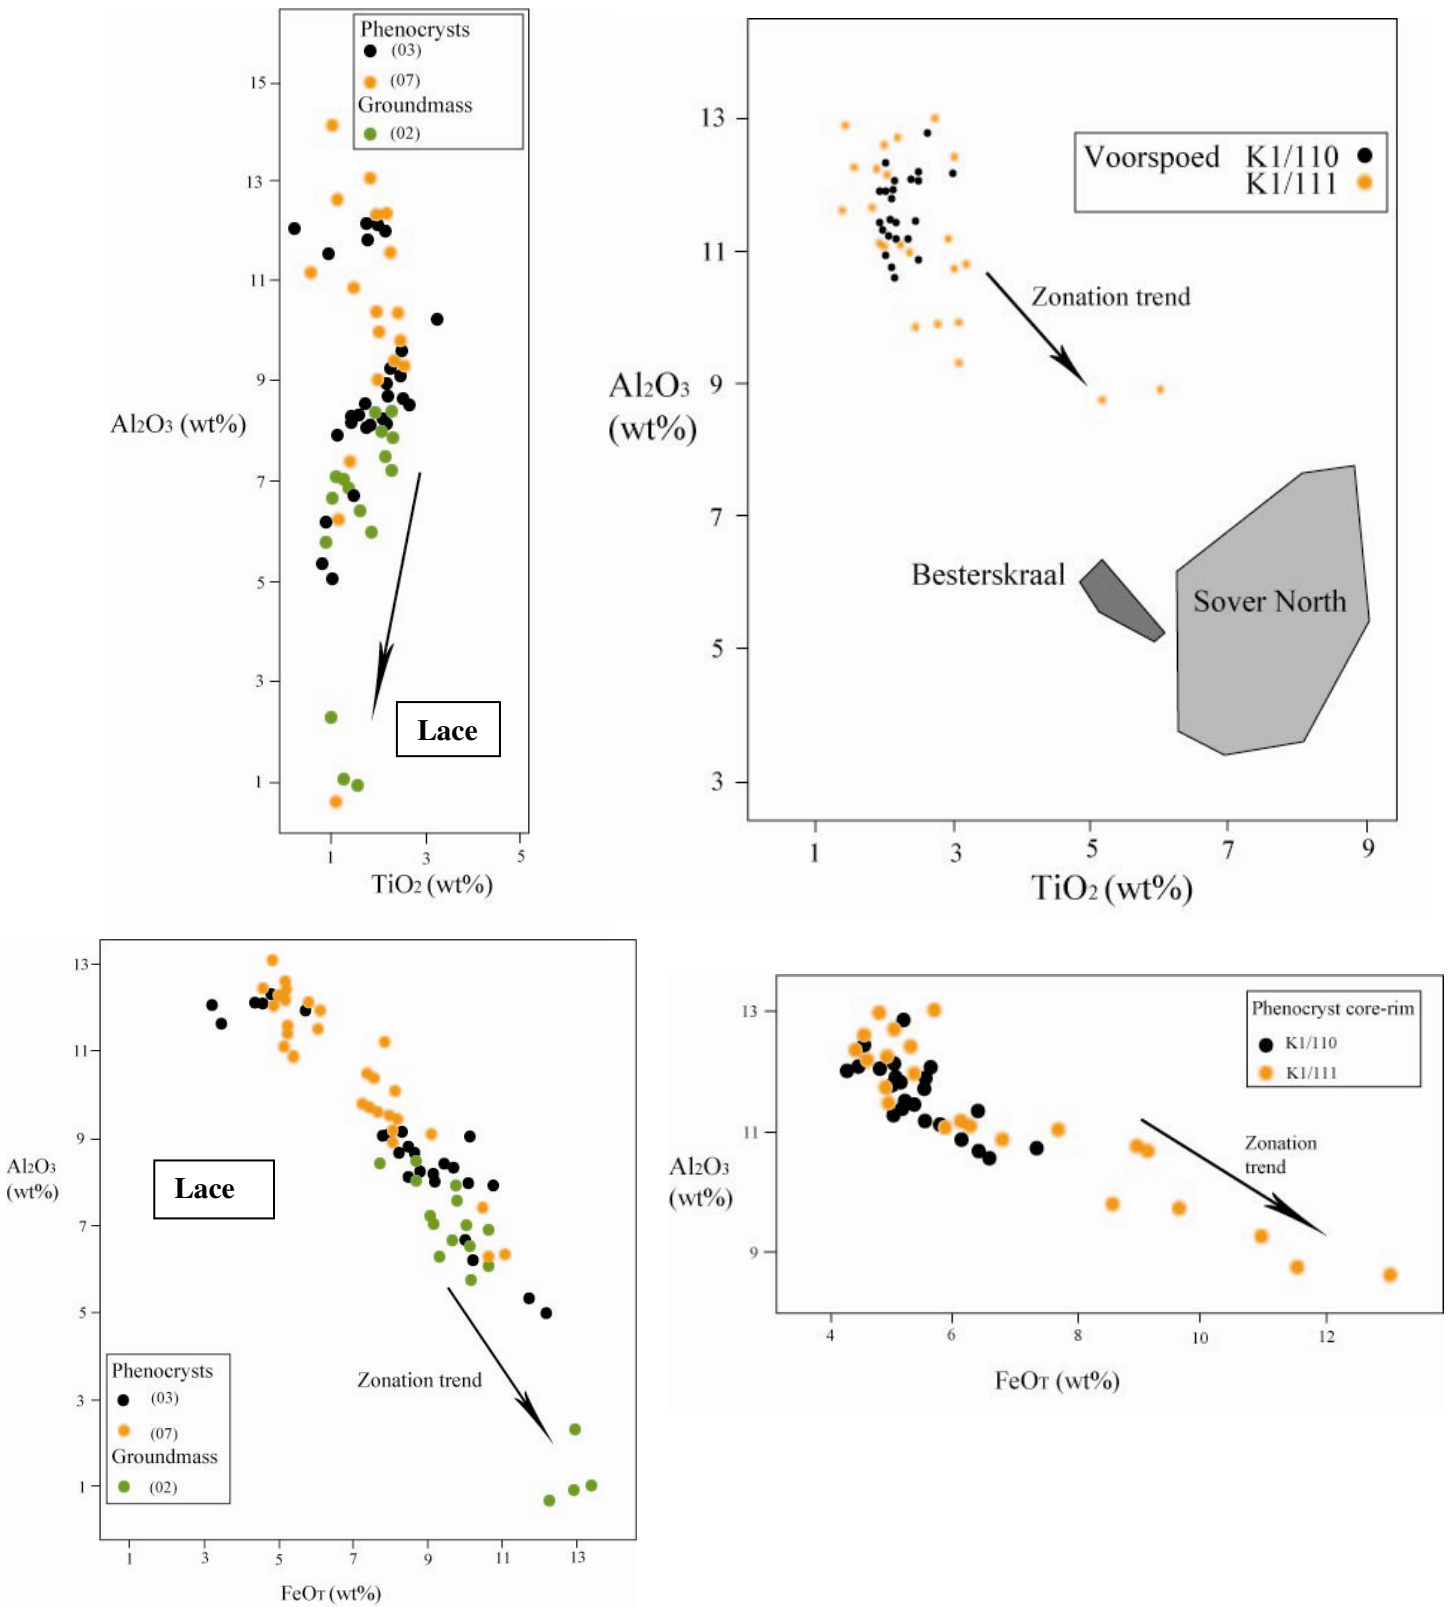 Phenocrysts
(03)
(07)
Groundmass
(02)
15
13
11
9
7
5
3
1
Al2O3 (wt%)
Lace
1 3 5
TiO2 (wt%)
Voorspoed K1/110
K1/111
13
11
9
7
5
3
Al2O3
(wt%)
Zonation trend
Besterskraal
Sover North
1 3 5 7 9
TiO2 (wt%)
13
11
9
7
5
3
1
Al2O3
(wt%)
Lace
Zonation trend
Phenocrysts
(03)
(07)
Groundmass
(02)
1 3 5 7 9 11 13
FeOT (wt%)
Phenocryst core-rim
K1/110
K1/111
13
11
9
Al2O3
(wt%)
Zonation
trend
4 6 8 10 12
FeOT (wt%)